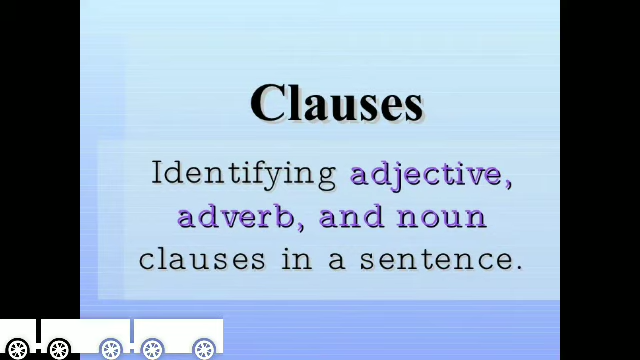 Clauses
Identifying adjective,
adverb, and noun
clauses in a sentence.